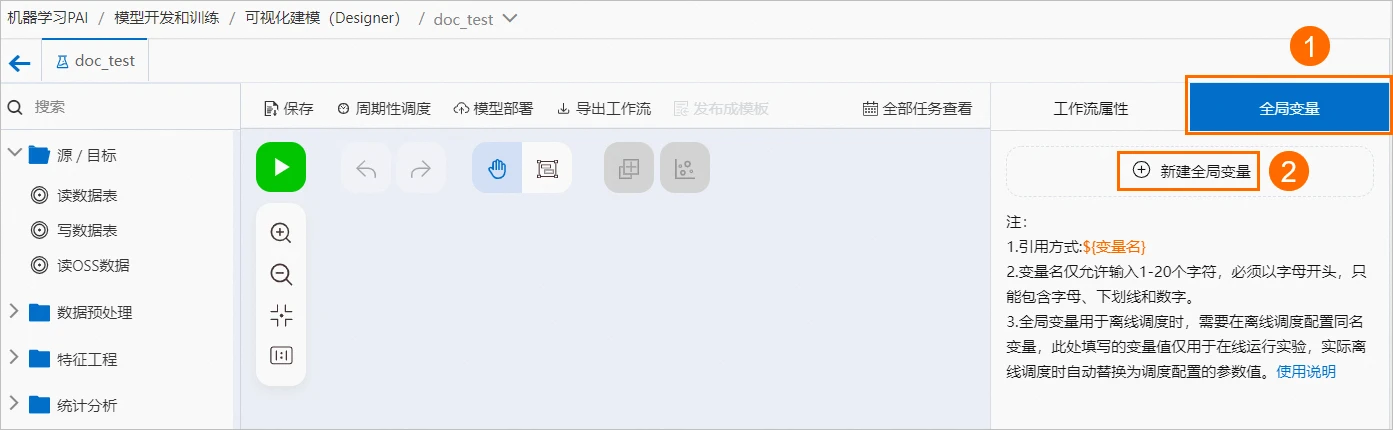 机器学习PAI / 模型开发和训练 / 可视化建模（Designer） / doc_test
1
doc_test
搜索
保存
周期性调度
模型部署
导出工作流
发布成模板
全部任务查看
工作流属性
全局变量
源 / 目标
读数据表
写数据表
读OSS数据
数据预处理
特征工程
统计分析
1:1
新建全局变量
2
注：
1.引用方式:${变量名}
2.变量名仅允许输入1-20个字符，必须以字母开头，只
能包含字母、下划线和数字。
3.全局变量用于离线调度时，需要在离线调度配置同名
变量，此处填写的变量值仅用于在线运行实验，实际离
线调度时自动替换为调度配置的参数值。使用说明